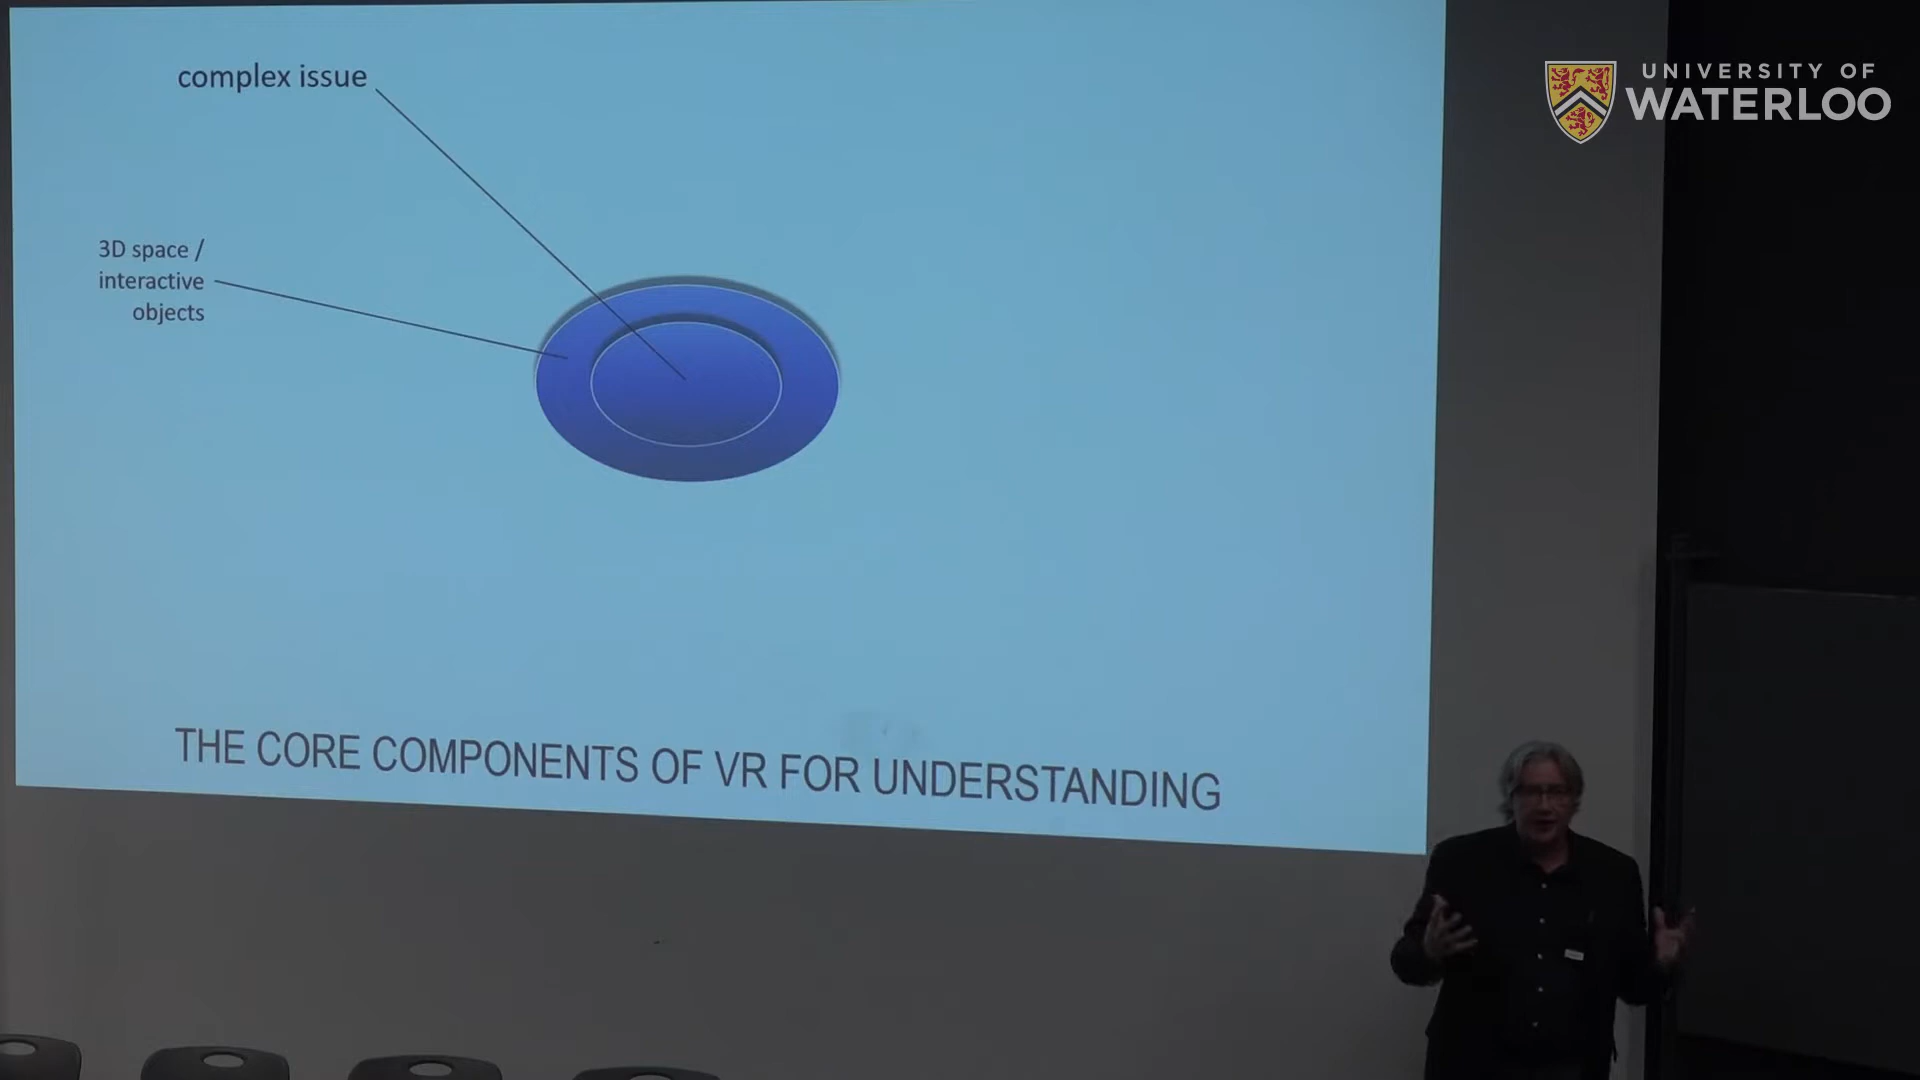 complex issue
3D space /
interactive
objects
THE CORE COMPONENTS OF VR FOR UNDERSTANDING
UNIVERSITY OF
WATERLOO